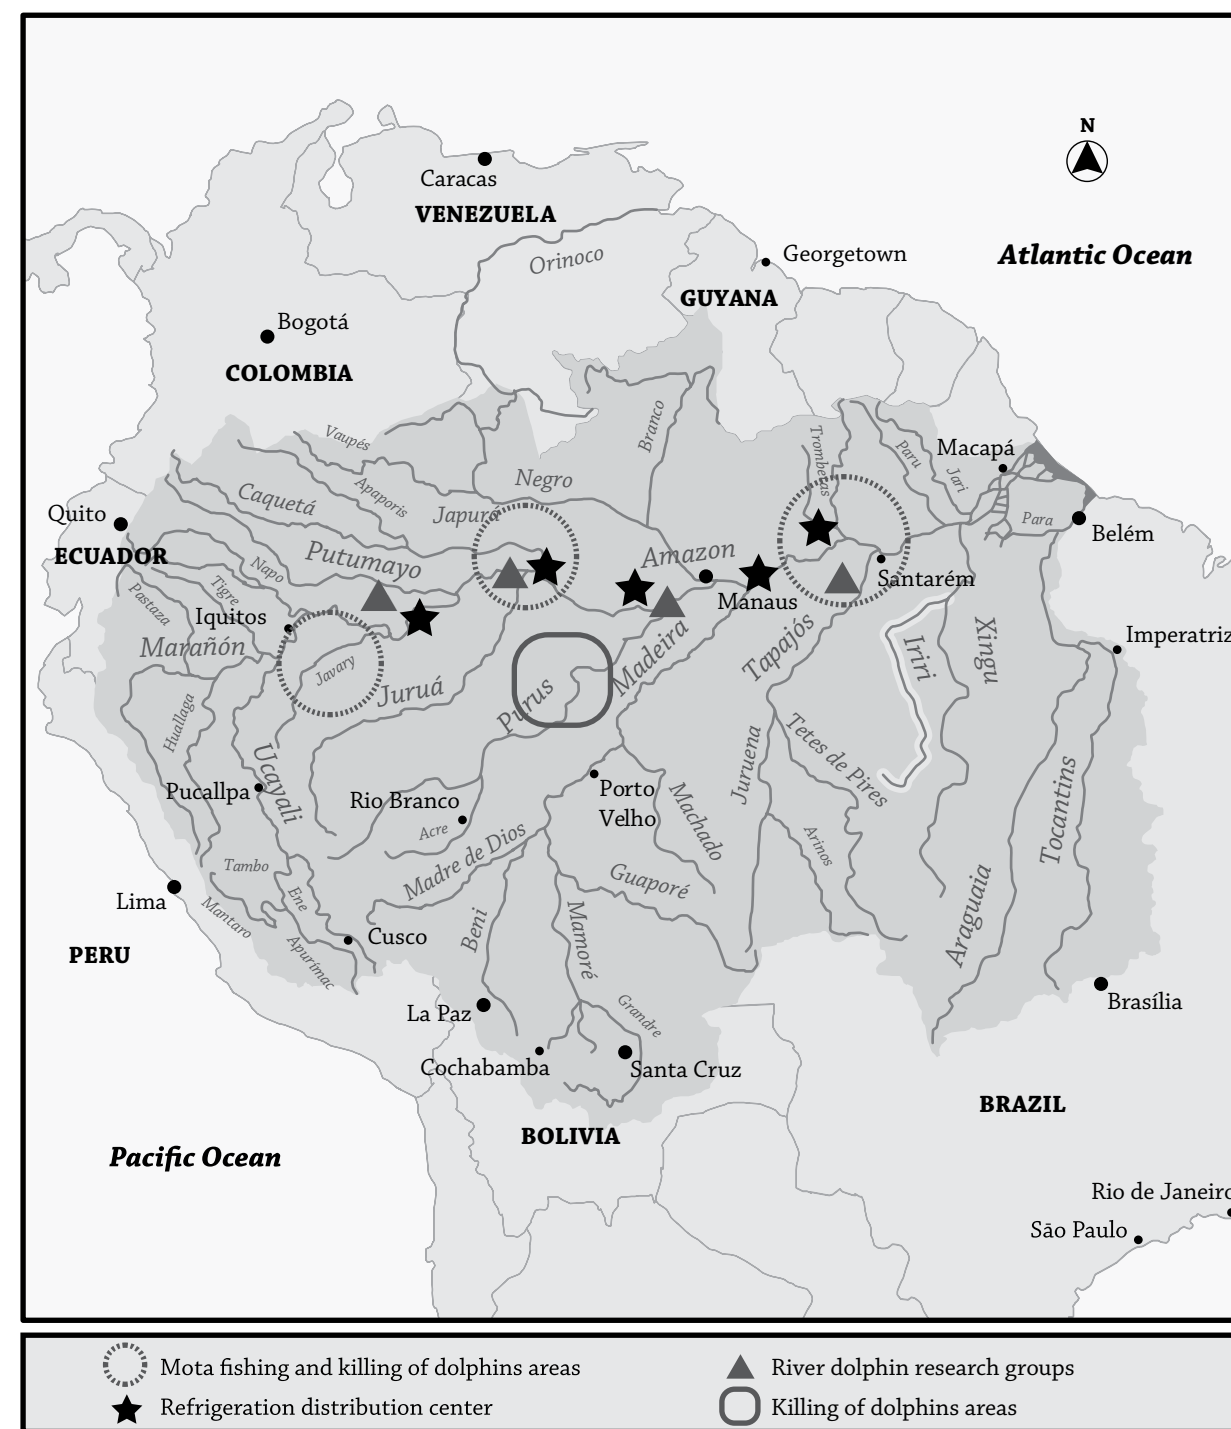 N
Caracas
VENEZUELA
Orinoco
Georgetown
Atlantic Ocean
GUYANA
Bogotá
COLOMBIA
Vaupés
Branco
Trombetas
Paru
Macapá
Jari
Negro
Caquetá
Apaporis
Japurá
Quito
Para
Belém
ECUADOR
Putumayo
Amazon
Napo
Tigre
Pastaza
Santarém
Manaus
Iquitos
Marañón
Javary
Juruá
Purus
Madeira
Tapajós
Iriri
Xingu
Imperatriz
Huallaga
Ucayali
Juruena
Tetes de Pires
Pucallpa
Rio Branco
Acre
Porto
Velho
Machado
Tocantins
Arinos
Madre de Dios
Guaporé
Tambo
Ene
Lima
Mantaro
Apurímac
Cusco
Beni
Mamoré
Araguaia
PERU
La Paz
Grandre
Brasília
Cochabamba
Santa Cruz
BRAZIL
BOLIVIA
Pacific Ocean
Rio de Janeiro
São Paulo
Mota fishing and killing of dolphins areas
River dolphin research groups
Refrigeration distribution center
Killing of dolphins areas